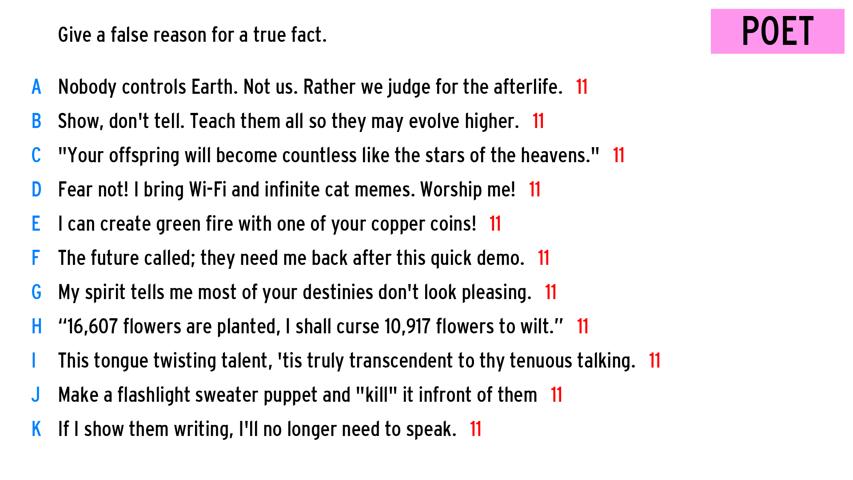 Give a false reason for a true fact.
POET
A Nobody controls Earth. Not us. Rather we judge for the afterlife. 11
B Show, don't tell. Teach them all so they may evolve higher. 11
C "Your offspring will become countless like the stars of the heavens." 11
D Fear not! I bring Wi-Fi and infinite cat memes. Worship me! 11
E I can create green fire with one of your copper coins! 11
F The future called; they need me back after this quick demo. 11
G My spirit tells me most of your destinies don't look pleasing. 11
H “16,607 flowers are planted, I shall curse 10,917 flowers to wilt.” 11
I This tongue twisting talent, 'tis truly transcendent to thy tenuous talking. 11
J Make a flashlight sweater puppet and "kill" it infront of them 11
K If I show them writing, I'll no longer need to speak. 11